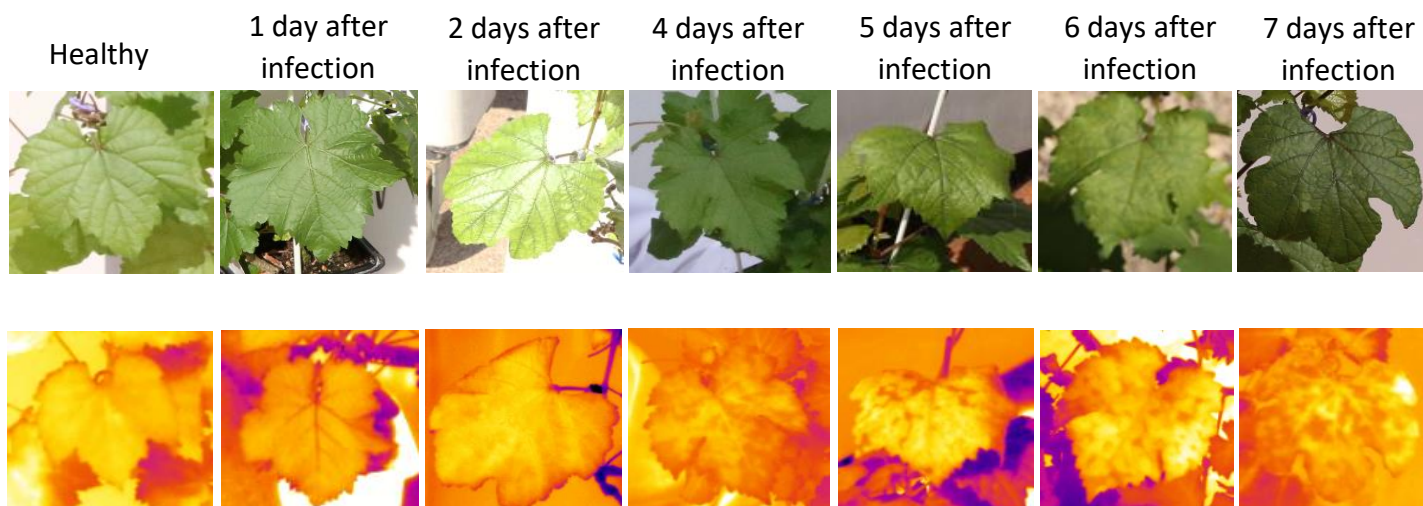 Healthy
1 day after
infection
2 days after
infection
4 days after
infection
5 days after
infection
6 days after
infection
7 days after
infection